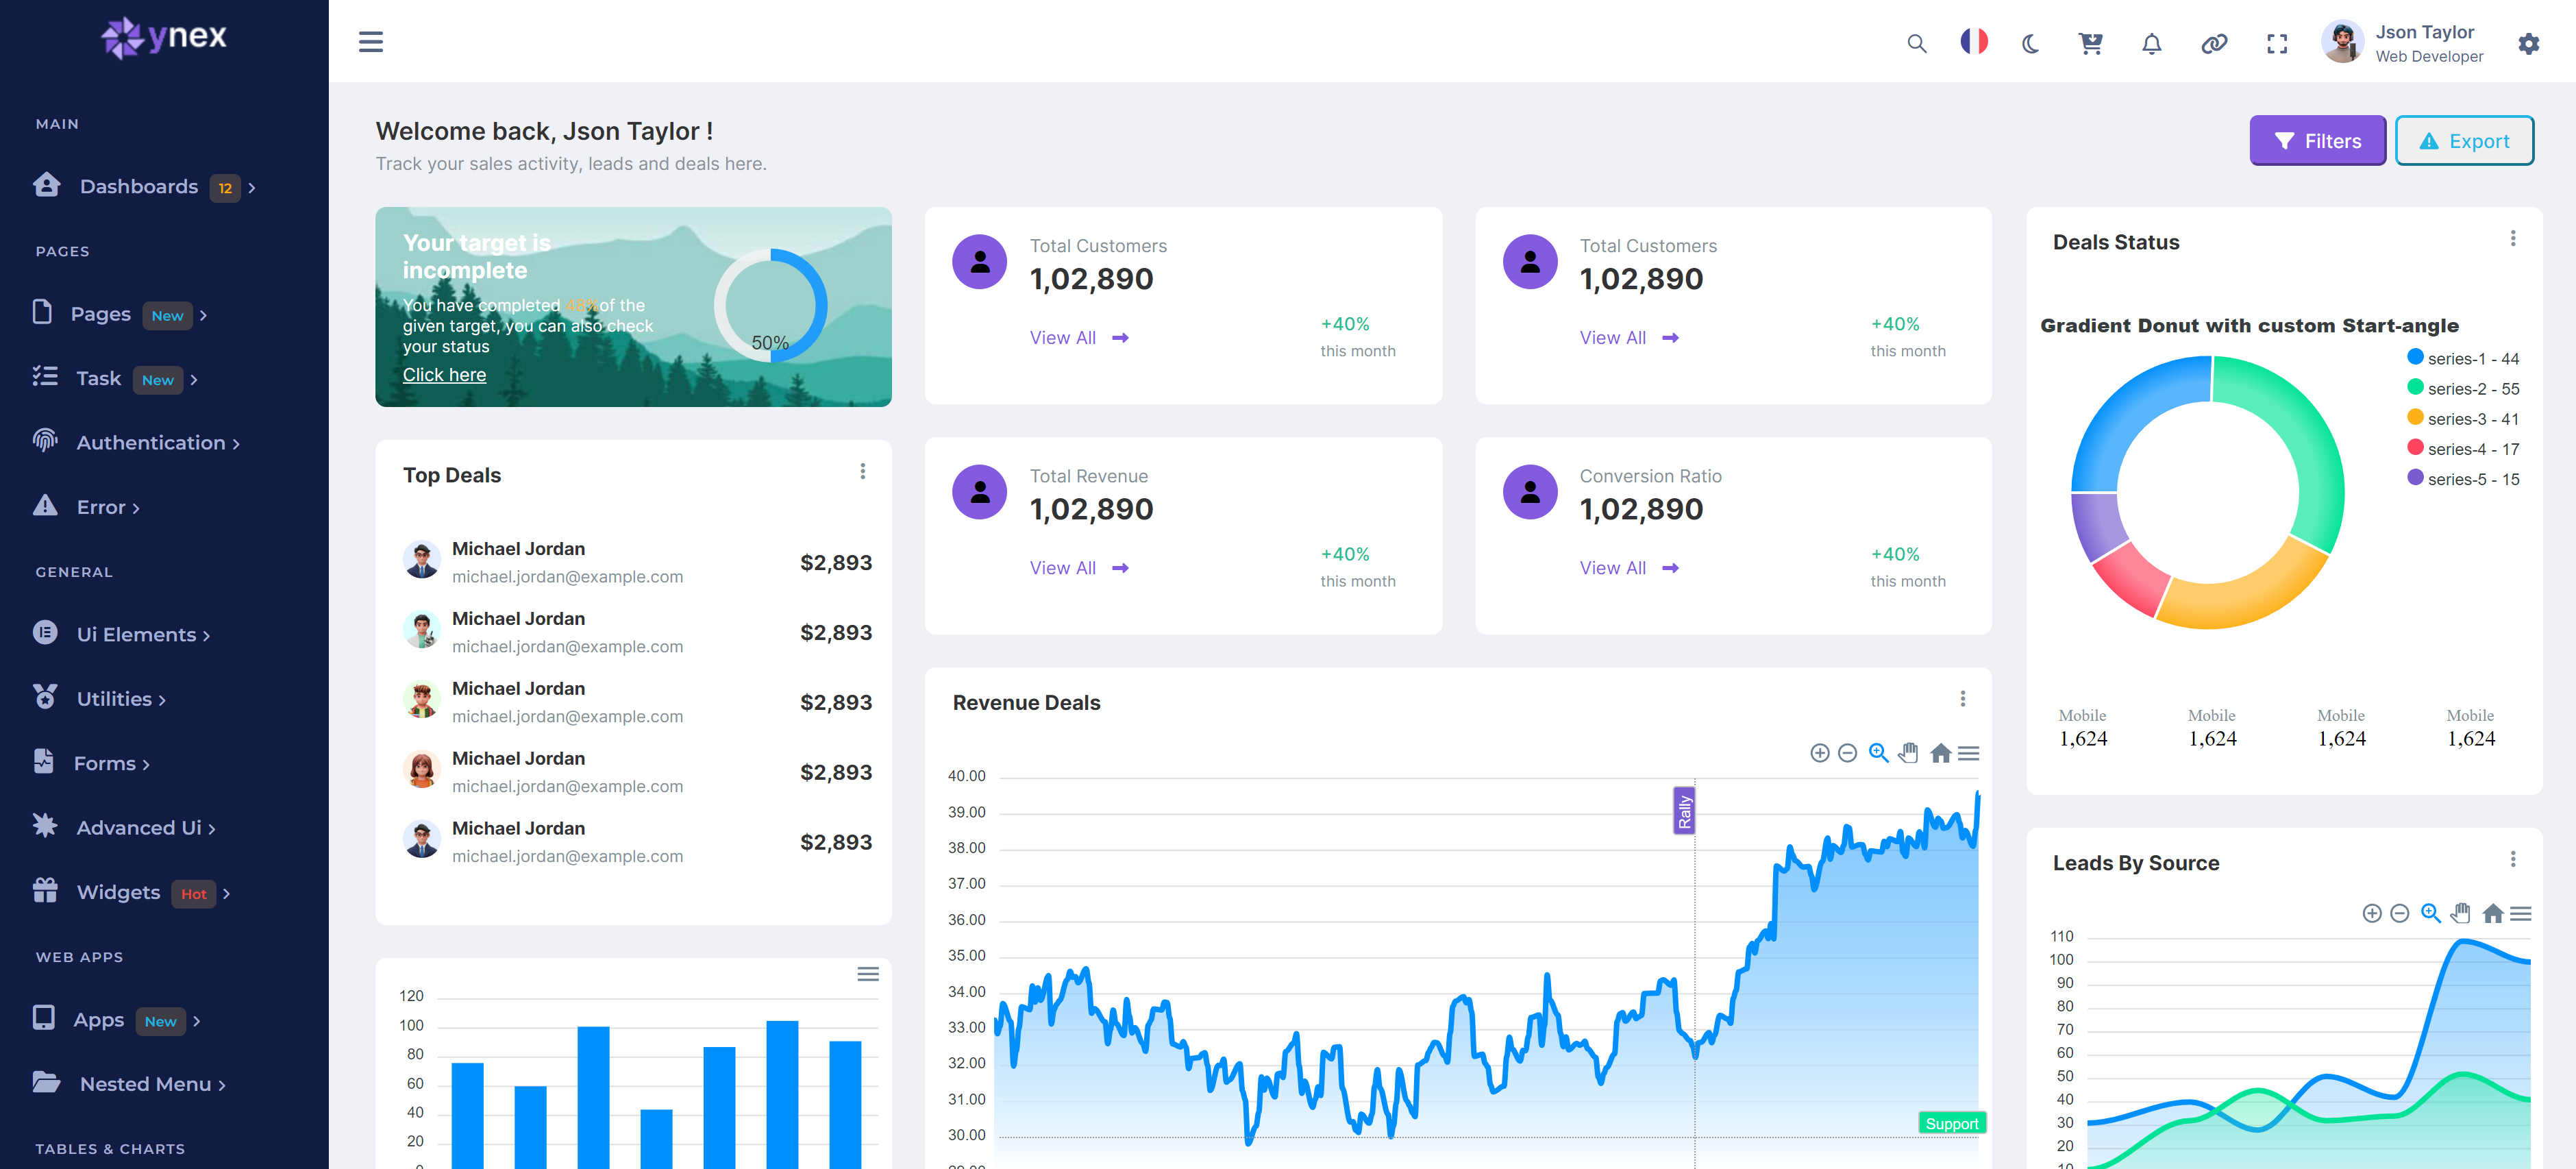 ynex
MAIN
Dashboards 12
PAGES
Pages New
Task New
Authentication
Error
GENERAL
Ui Elements
Utilities
Forms
Advanced Ui
Widgets Hot
WEB APPS
Apps New
Nested Menu
TABLES & CHARTS
Json Taylor
Web Developer
Welcome back, Json Taylor !
Track your sales activity, leads and deals here.
Filters
Export
Your target is
incomplete
You have completed 48%of the
given target, you can also check
your status
Click here
50%
Total Customers
1,02,890
View All
+40%
this month
Total Customers
1,02,890
View All
+40%
this month
Total Revenue
1,02,890
View All
+40%
this month
Conversion Ratio
1,02,890
View All
+40%
this month
Top Deals
Michael Jordan
michael.jordan@example.com
$2,893
Michael Jordan
michael.jordan@example.com
$2,893
Michael Jordan
michael.jordan@example.com
$2,893
Michael Jordan
michael.jordan@example.com
$2,893
Michael Jordan
michael.jordan@example.com
$2,893
120
100
80
60
40
20
Revenue Deals
40.00
39.00
38.00
37.00
36.00
35.00
34.00
33.00
32.00
31.00
30.00
Rally
Support
Deals Status
Gradient Donut with custom Start-angle
series-1 - 44
series-2 - 55
series-3 - 41
series-4 - 17
series-5 - 15
Mobile Mobile Mobile Mobile
1,624 1,624 1,624 1,624
Leads By Source
110
100
90
80
70
60
50
40
30
20